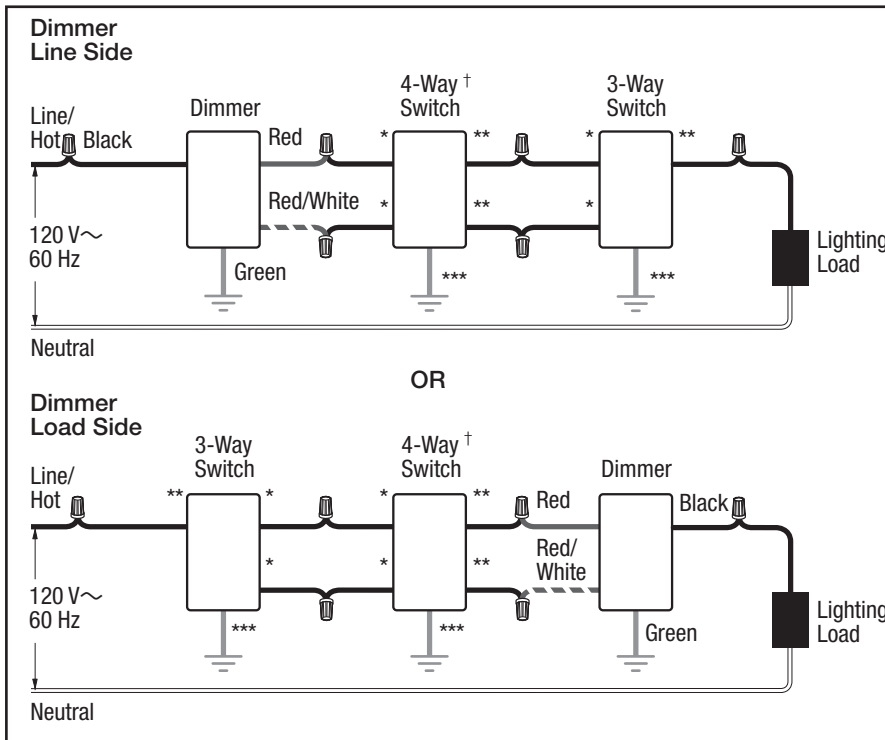 Dimmer
Line Side
4-Way †
Switch
3-Way
Switch
Dimmer
Line/
Hot
Black
Red
*
**
*
**
Red/White
*
**
*
120 V~
60 Hz
Lighting
Load
Green
***
***
Neutral
OR
Dimmer
Load Side
3-Way
Switch
4-Way †
Switch
Dimmer
Line/
Hot
**
*
*
**
Red
Black
*
*
**
Red/
White
120 V~
60 Hz
Lighting
Load
***
***
Green
Neutral